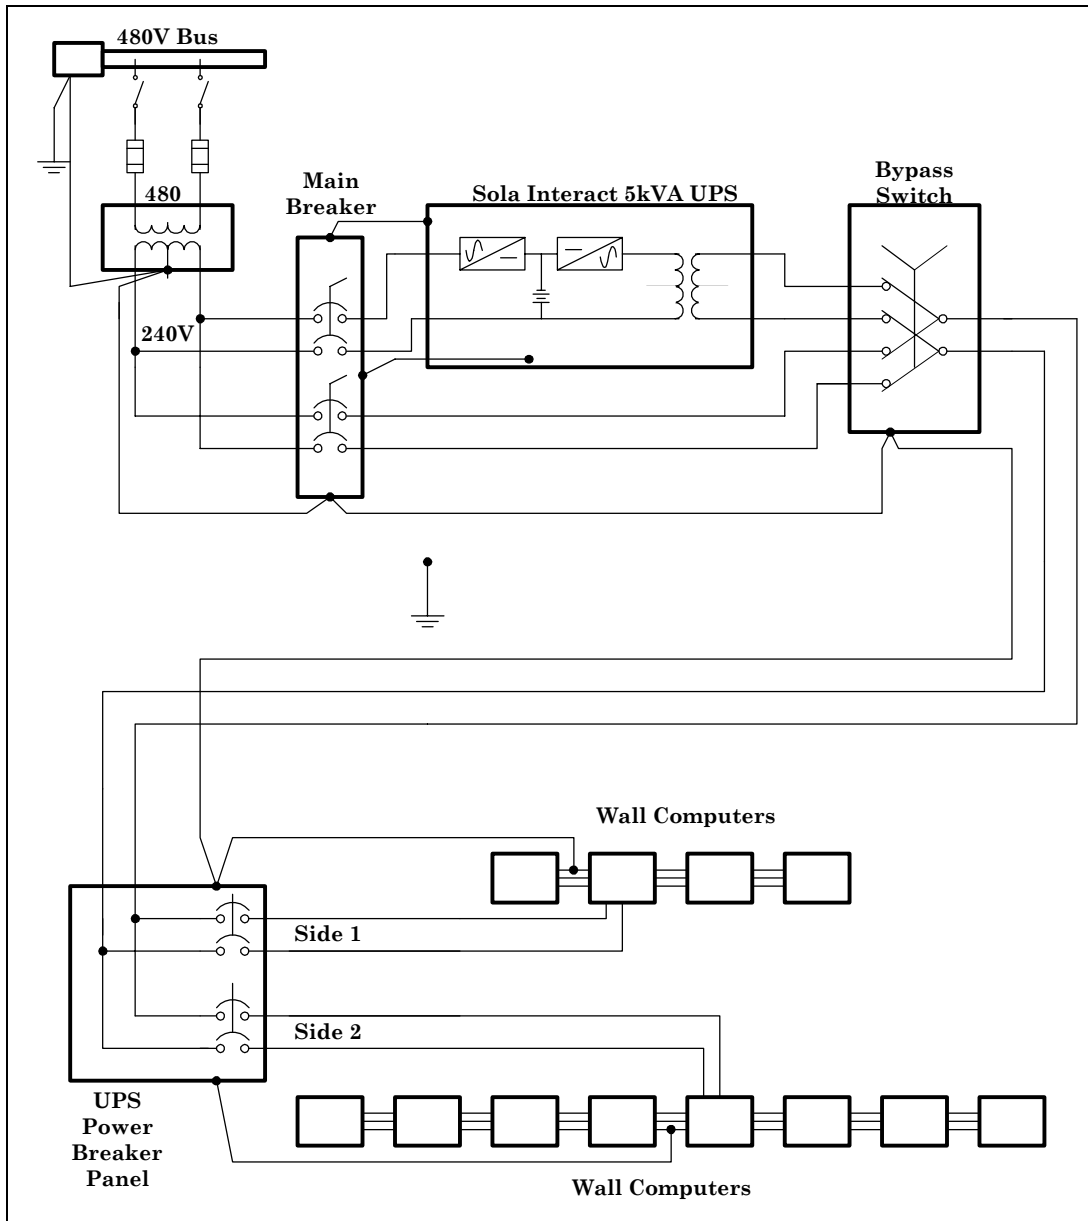 480V Bus
480
Main
Breaker
Sola Interact 5kVA UPS
Bypass
Switch
240V
Wall Computers
Side 1
Side 2
UPS
Power
Breaker
Panel
Wall Computers